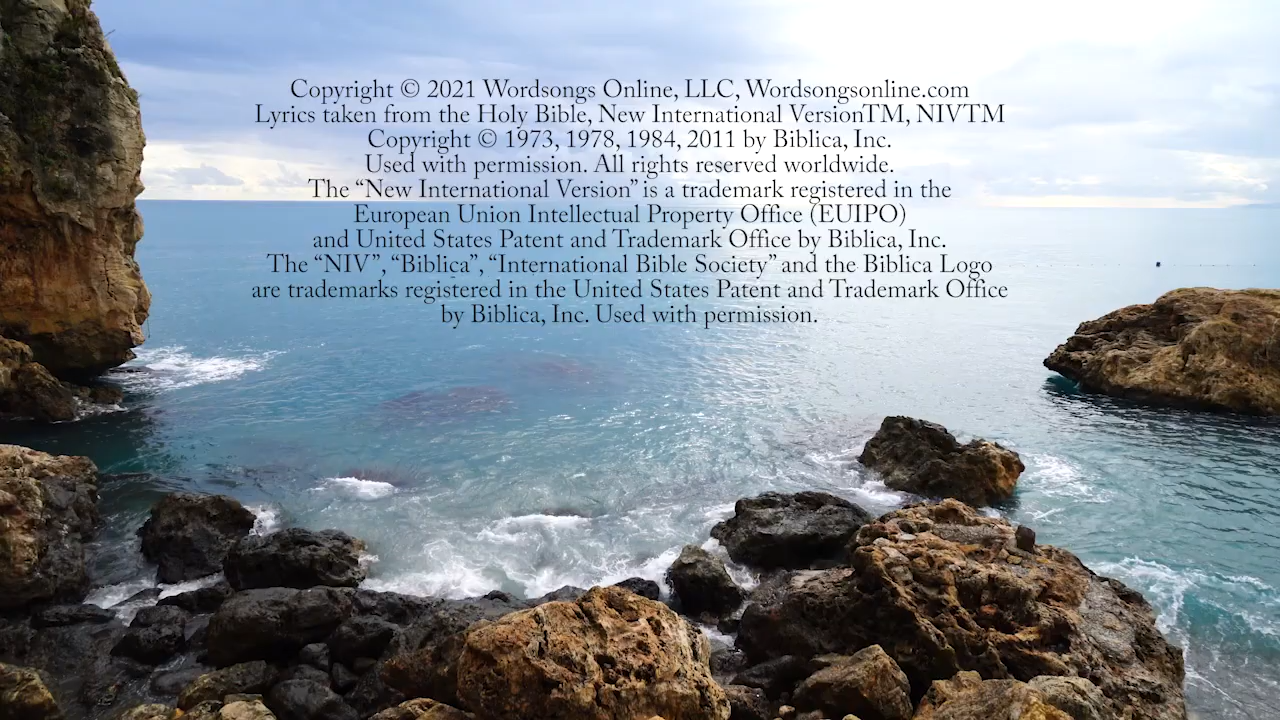 Copyright © 2021 Wordsongs Online, LLC, Wordsongsonline.com
Lyrics taken from the Holy Bible, New International VersionTM, NIVTM
Copyright © 1973, 1978, 1984, 2011 by Biblica, Inc.
Used with permission. All rights reserved worldwide.
The “New International Version” is a trademark registered in the
European Union Intellectual Property Office (EUIPO)
and United States Patent and Trademark Office by Biblica, Inc.
The “NIV”, “Biblica”, “International Bible Society” and the Biblica Logo
are trademarks registered in the United States Patent and Trademark Office
by Biblica, Inc. Used with permission.